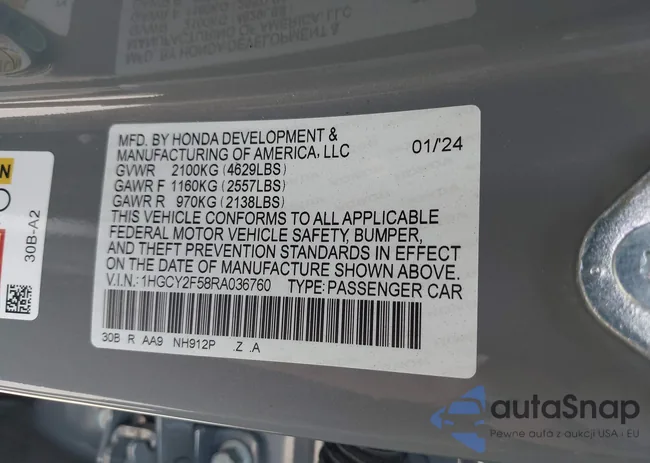 MFD. BY HONDA DEVELOPMENT &
MANUFACTURING OF AMERICA, LLC 01/24
GVWR 2100KG (4629LBS)
GAWR F 1160KG (2557LBS)
GAWR R 970KG (2138LBS)
THIS VEHICLE CONFORMS TO ALL APPLICABLE
FEDERAL MOTOR VEHICLE SAFETY, BUMPER,
AND THEFT PREVENTION STANDARDS IN EFFECT
ON THE DATE OF MANUFACTURE SHOWN ABOVE.
V.I.N.: 1HGCY2F58RA036760 TYPE: PASSENGER CAR
30B R AA9 NH912P .Z .A
30B-A2
autaSnap
Pewne auta z aukcji USA i EU